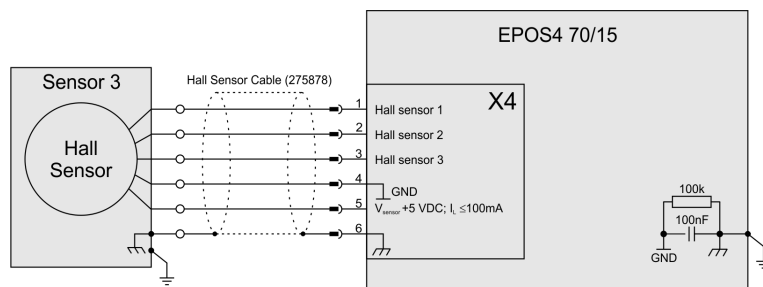 EPOS4 70/15
Sensor 3
Hall Sensor Cable (275878)
X4
Hall
Sensor
1 Hall sensor 1
2 Hall sensor 2
3 Hall sensor 3
4 GND
5 Vsensor +5 VDC; IL ≤100mA
6
100k
100nF
GND